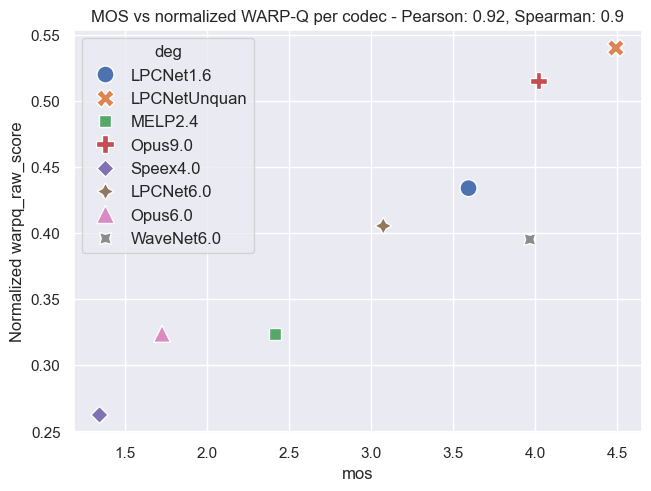 MOS vs normalized WARP-Q per codec - Pearson: 0.92, Spearman: 0.9
deg
LPCNet1.6
LPCNetUnquan
MELP2.4
Opus9.0
Speex4.0
LPCNet6.0
Opus6.0
WaveNet6.0
Normalized warpq_raw_score
0.55
0.50
0.45
0.40
0.35
0.30
0.25
1.5 2.0 2.5 3.0 3.5 4.0 4.5
mos